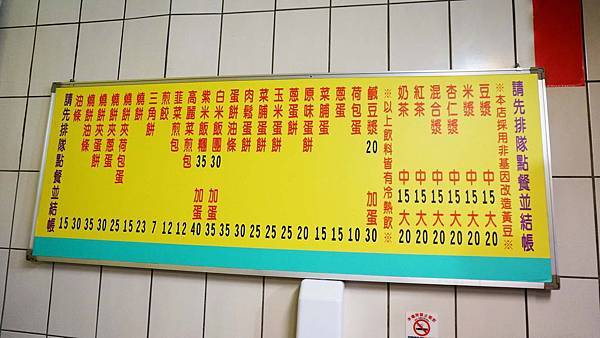 請先排隊點餐並結帳
※本店採用非基因改造黃豆※
豆漿 中15大20
米漿 中15大20
杏仁漿 中15大20
混合漿 中15大20
紅茶 中15大20
奶茶 中15大20
※以上飲料皆有冷熱飲※
鹹豆漿 20 加蛋 30
荷包蛋 10
蔥蛋 15
菜脯蛋 15
原味蛋餅 20
蔥蛋餅 25
玉米蛋餅 25
菜脯蛋餅 25
肉鬆蛋餅 30
蛋餅油條 35
白米飯糰 30 加蛋 35
紫米飯糰 35 加蛋 40
高麗菜煎包 12
韭菜煎包 12
煎餃 7
三角餅 23
燒餅 15
燒餅夾荷包蛋 25
燒餅夾蔥蛋 30
燒餅夾蛋餅 35
燒餅油條 30
油條 15
請先排隊點餐並結帳